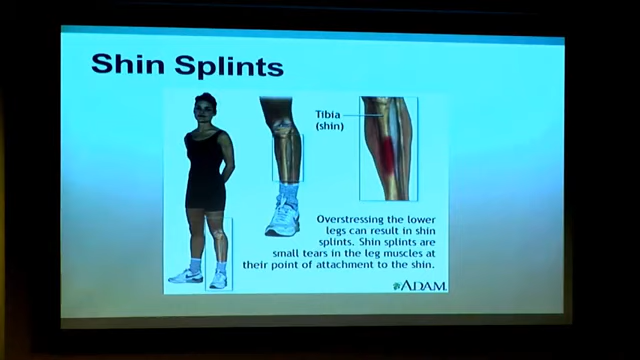 Shin Splints
Tibia
(shin)
Overstressing the lower
legs can result in shin
splints. Shin splints are
small tears in the leg muscles at
their point of attachment to the shin.
ADAM